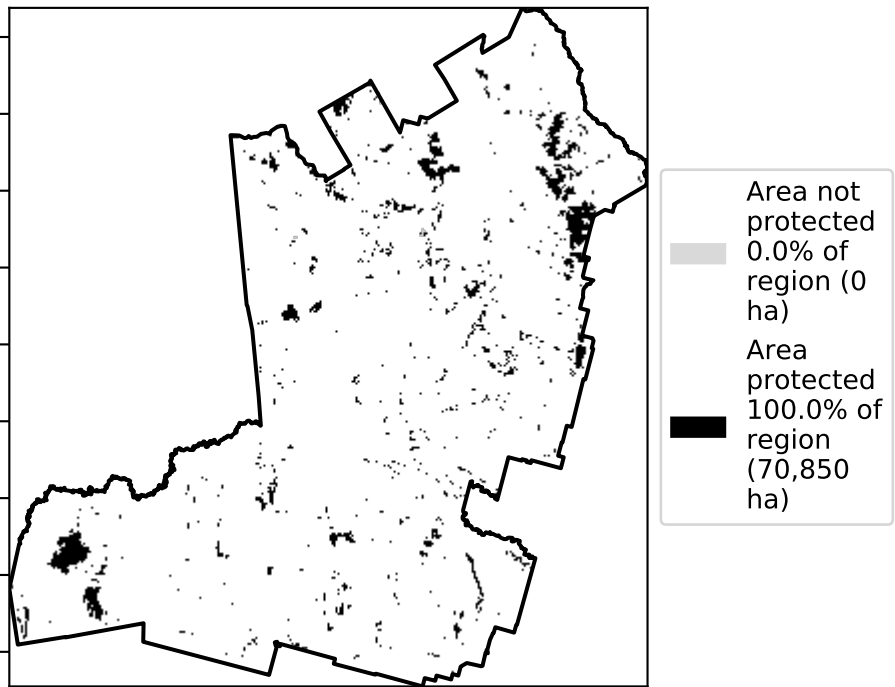 Area not
protected
0.0% of
region (0
ha)
Area
protected
100.0% of
region
(70,850
ha)